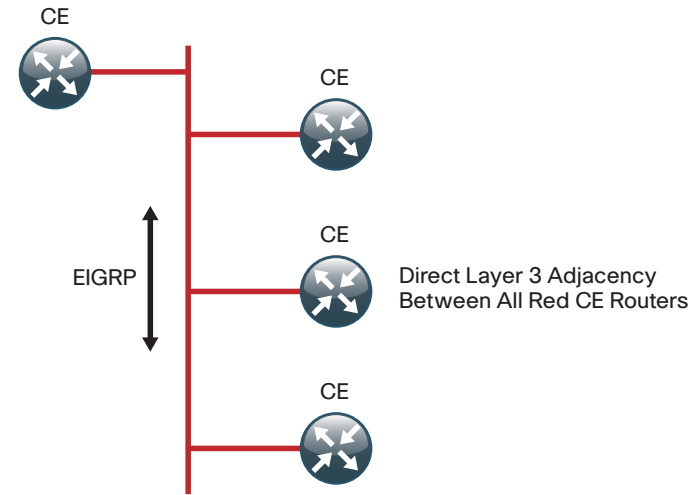 CE
CE
CE
EIGRP
Direct Layer 3 Adjacency
Between All Red CE Routers
CE